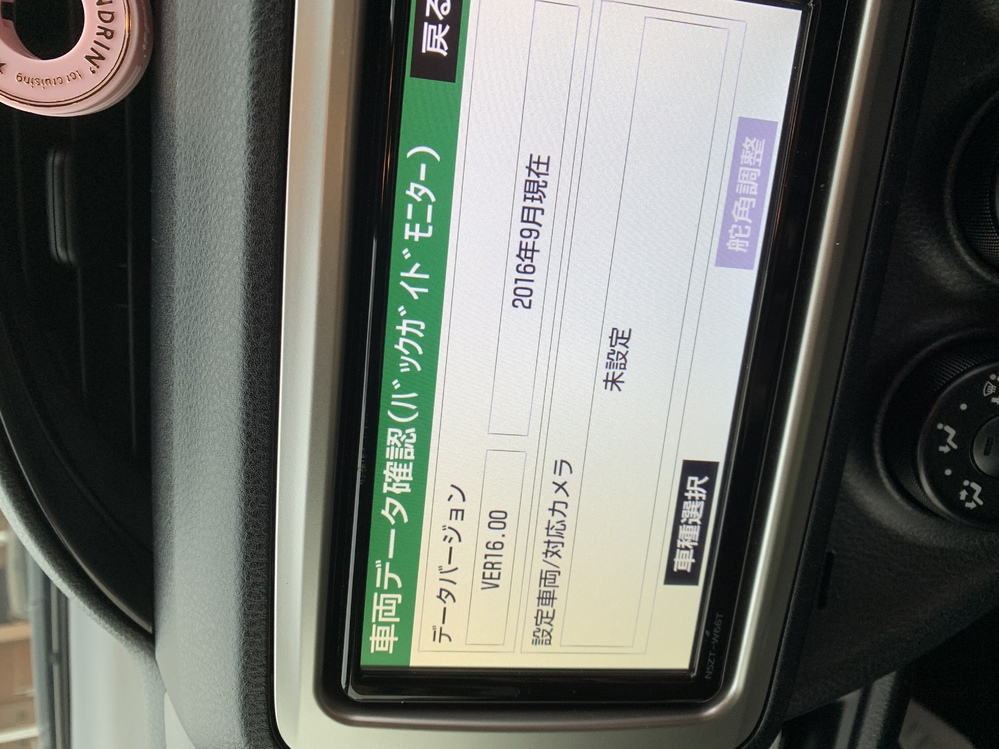 車両データ確認(バックガイドモニター)
戻る
データバージョン
VER16.00
2016年9月現在
設定車両/対応カメラ
未設定
車種選択
舵角調整
NSZT-W66T
for cruising